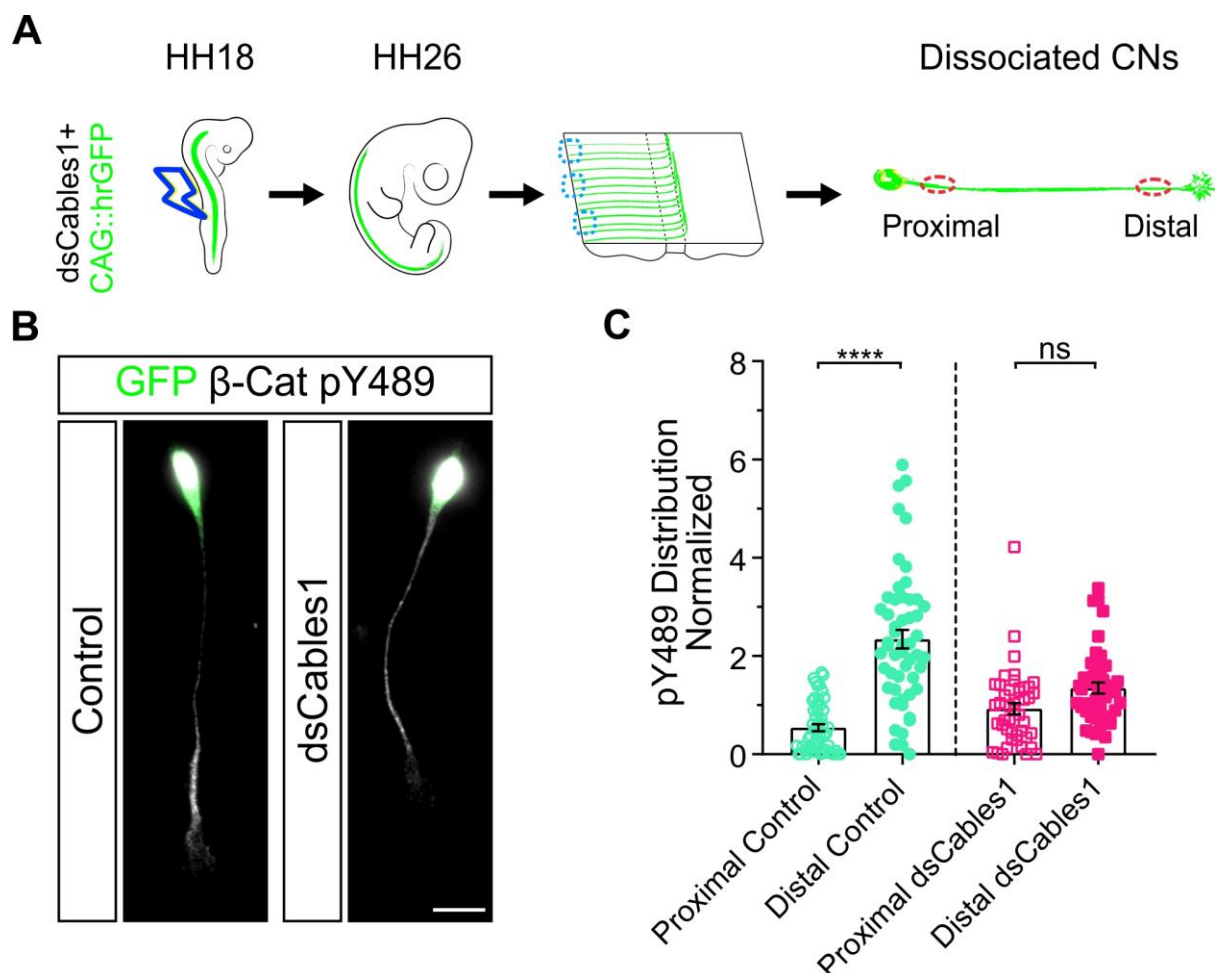 A
HH18
HH26
Dissociated CNs
dsCables1+
CAG::hrGFP
Proximal
Distal
B
GFP β-Cat pY489
Control
dsCables1
C
pY489 Distribution
Normalized
8
6
4
2
0
****
ns
Proximal Control
Distal Control
Proximal dsCables1
Distal dsCables1